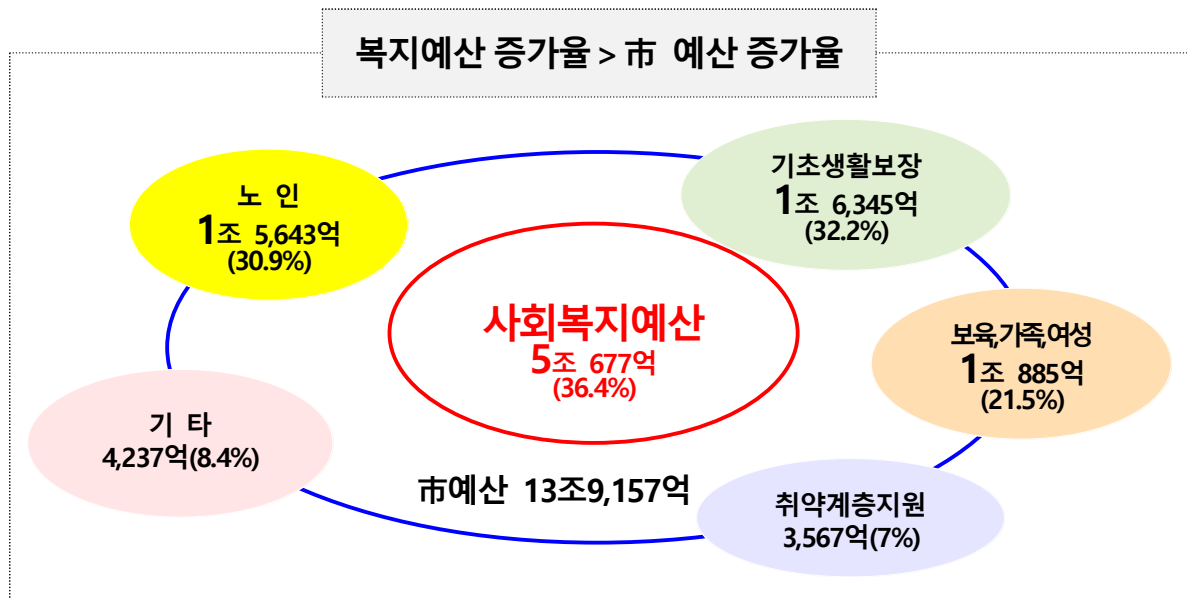 복지예산 증가율 > 市 예산 증가율
노 인
1조 5,643억
(30.9%)
기초생활보장
1조 6,345억
(32.2%)
사회복지예산
5조 677억
(36.4%)
보육,가족,여성
1조 885억
(21.5%)
기 타
4,237억(8.4%)
市예산 13조9,157억
취약계층지원
3,567억(7%)